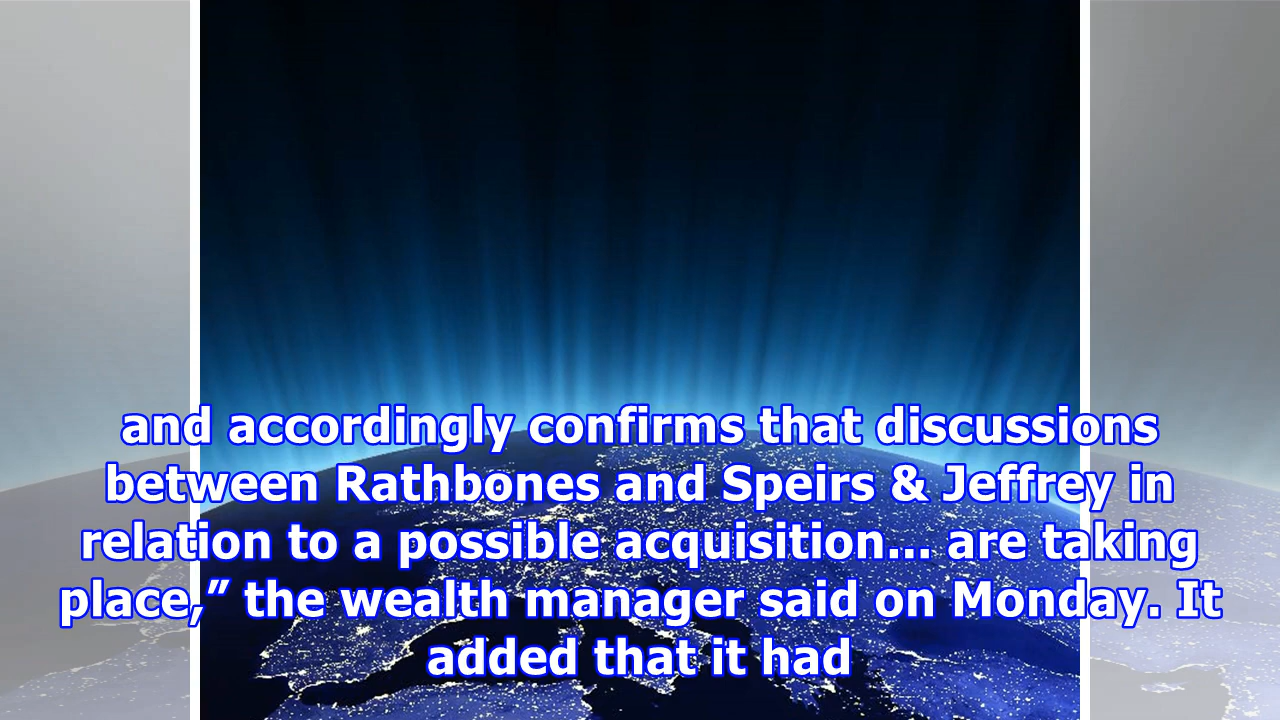 and accordingly confirms that discussions
between Rathbones and Speirs & Jeffrey in
relation to a possible acquisition... are taking
place,” the wealth manager said on Monday. It
added that it had